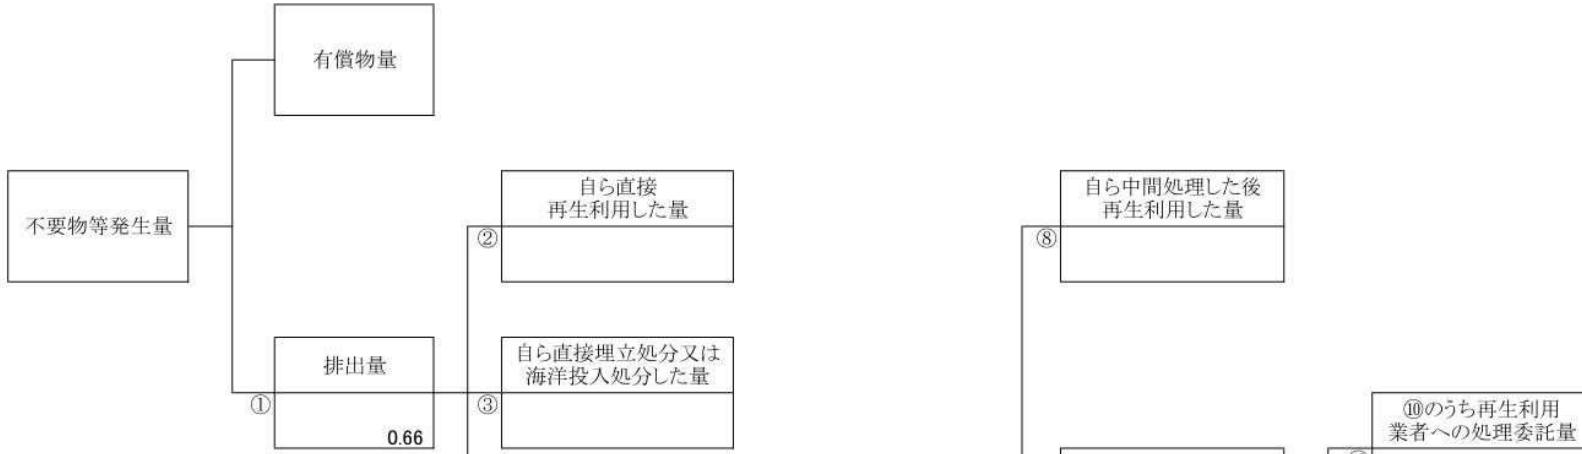 有償物量
不要物等発生量
自ら直接
再生利用した量
②
自ら中間処理した後
再生利用した量
⑧
排出量
①
0.66
自ら直接埋立処分又は
海洋投入処分した量
③
⑩のうち再生利用
業者への処理委託量